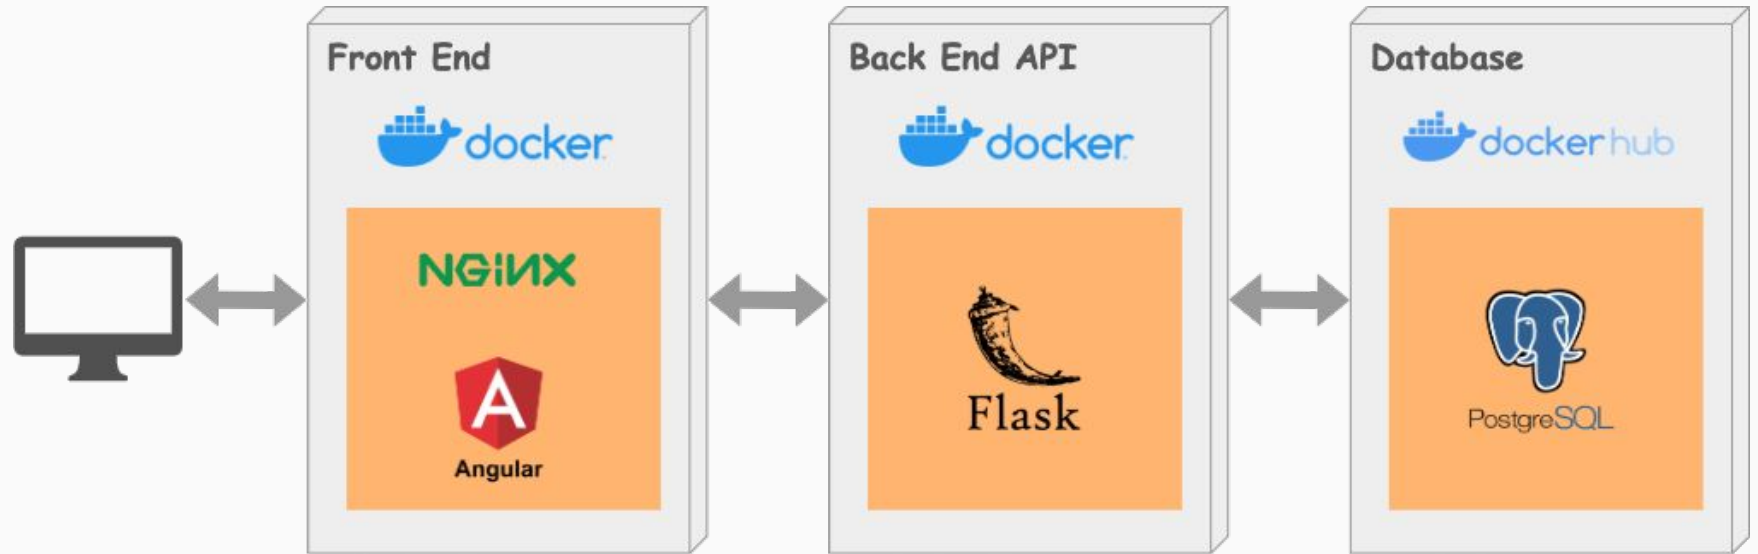 Front End
docker
NGINX
Angular
Back End API
docker
Flask
Database
docker hub
PostgreSQL